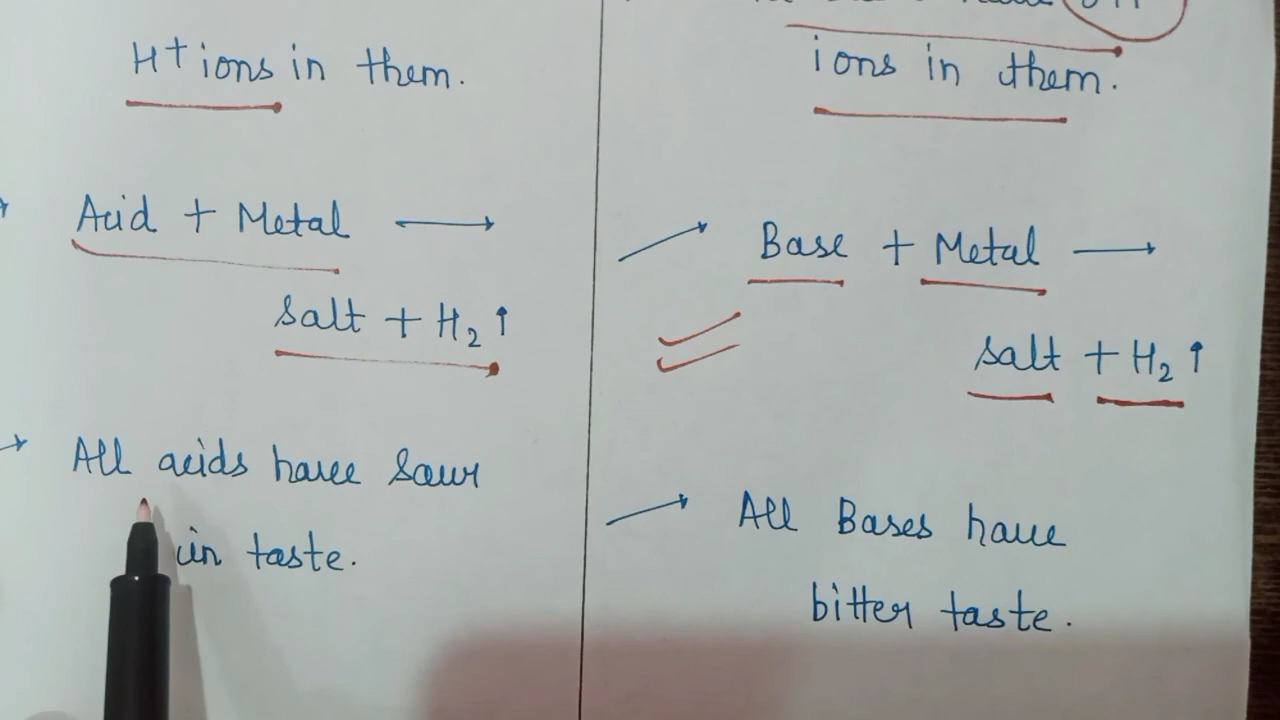 H+ ions in them.
Acid + Metal ⟶
Salt + H₂ ↑
All acids have Sour
in taste.
OH
ions in them.
Base + Metal ⟶
Salt + H₂ ↑
All Bases have
bitter taste.